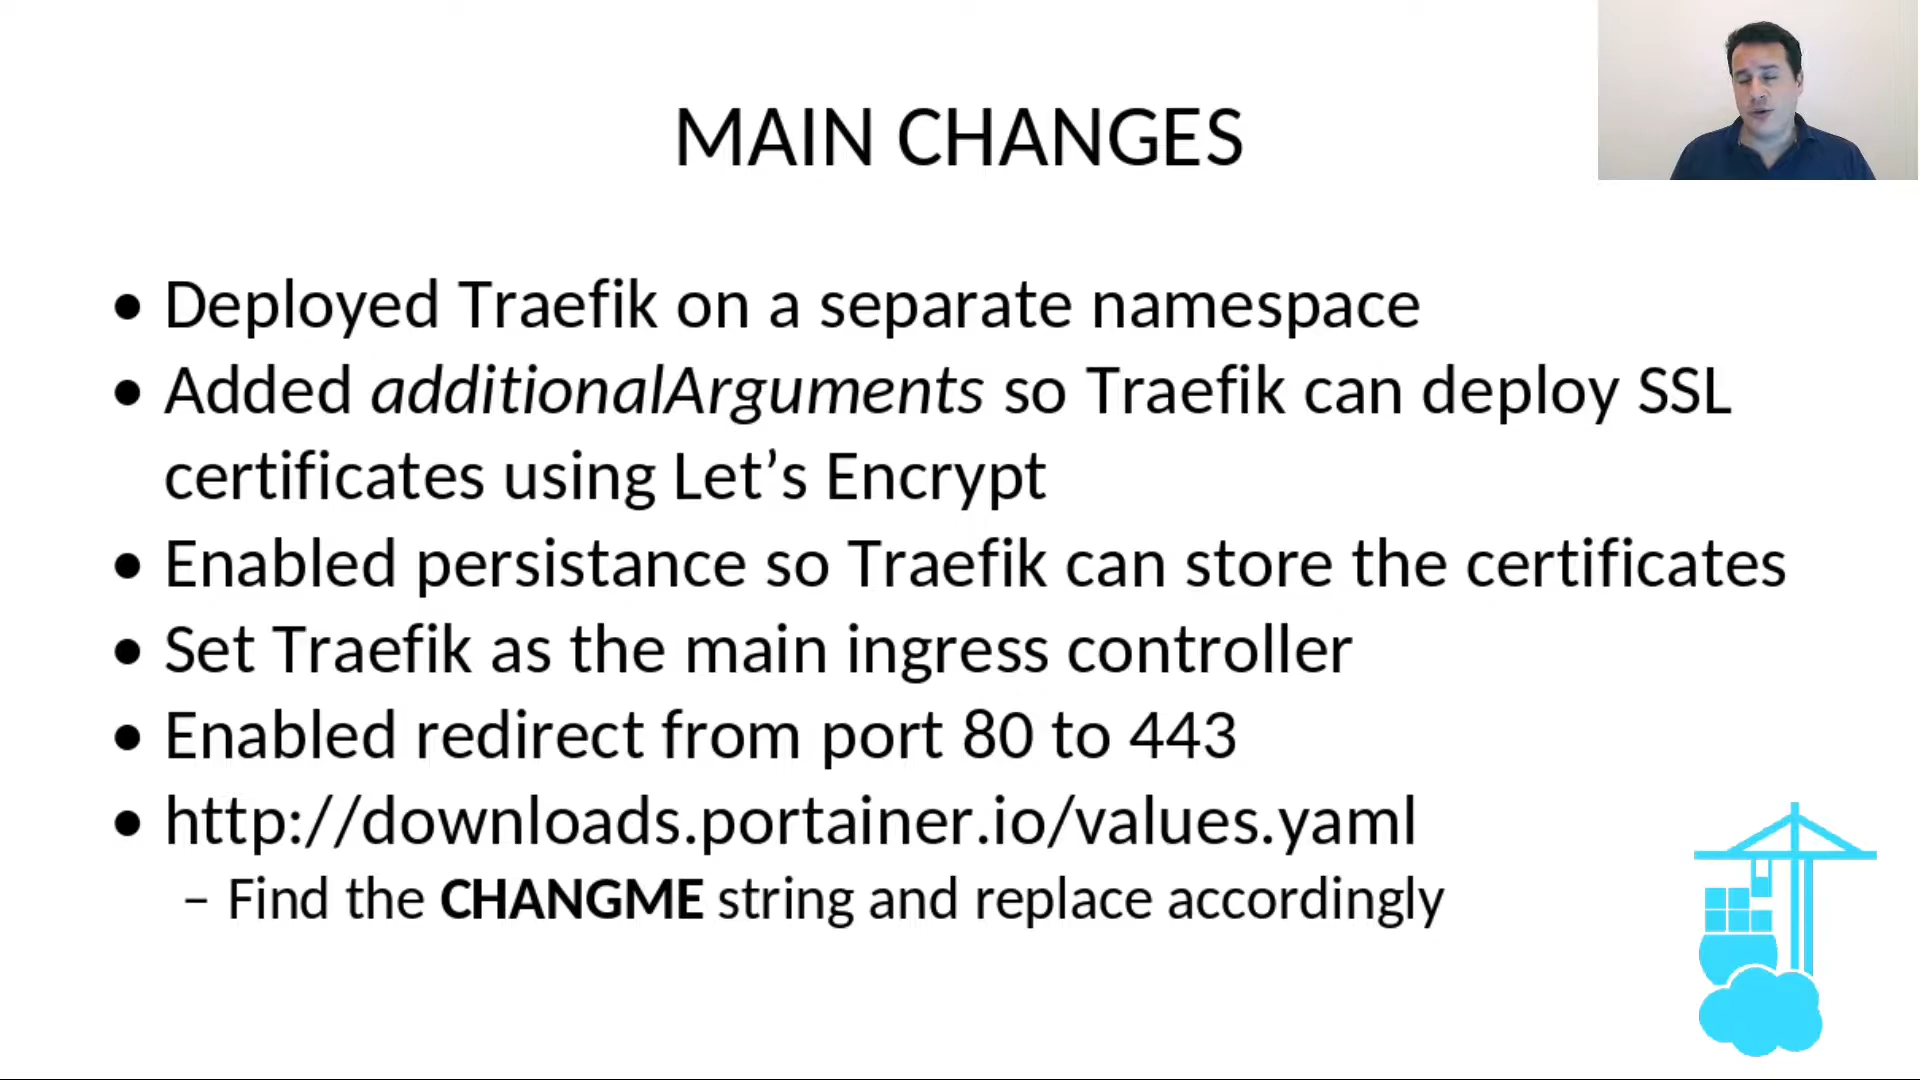 MAIN CHANGES
• Deployed Traefik on a separate namespace
• Added additionalArguments so Traefik can deploy SSL
certificates using Let’s Encrypt
• Enabled persistance so Traefik can store the certificates
• Set Traefik as the main ingress controller
• Enabled redirect from port 80 to 443
• http://downloads.portainer.io/values.yaml
– Find the CHANGME string and replace accordingly